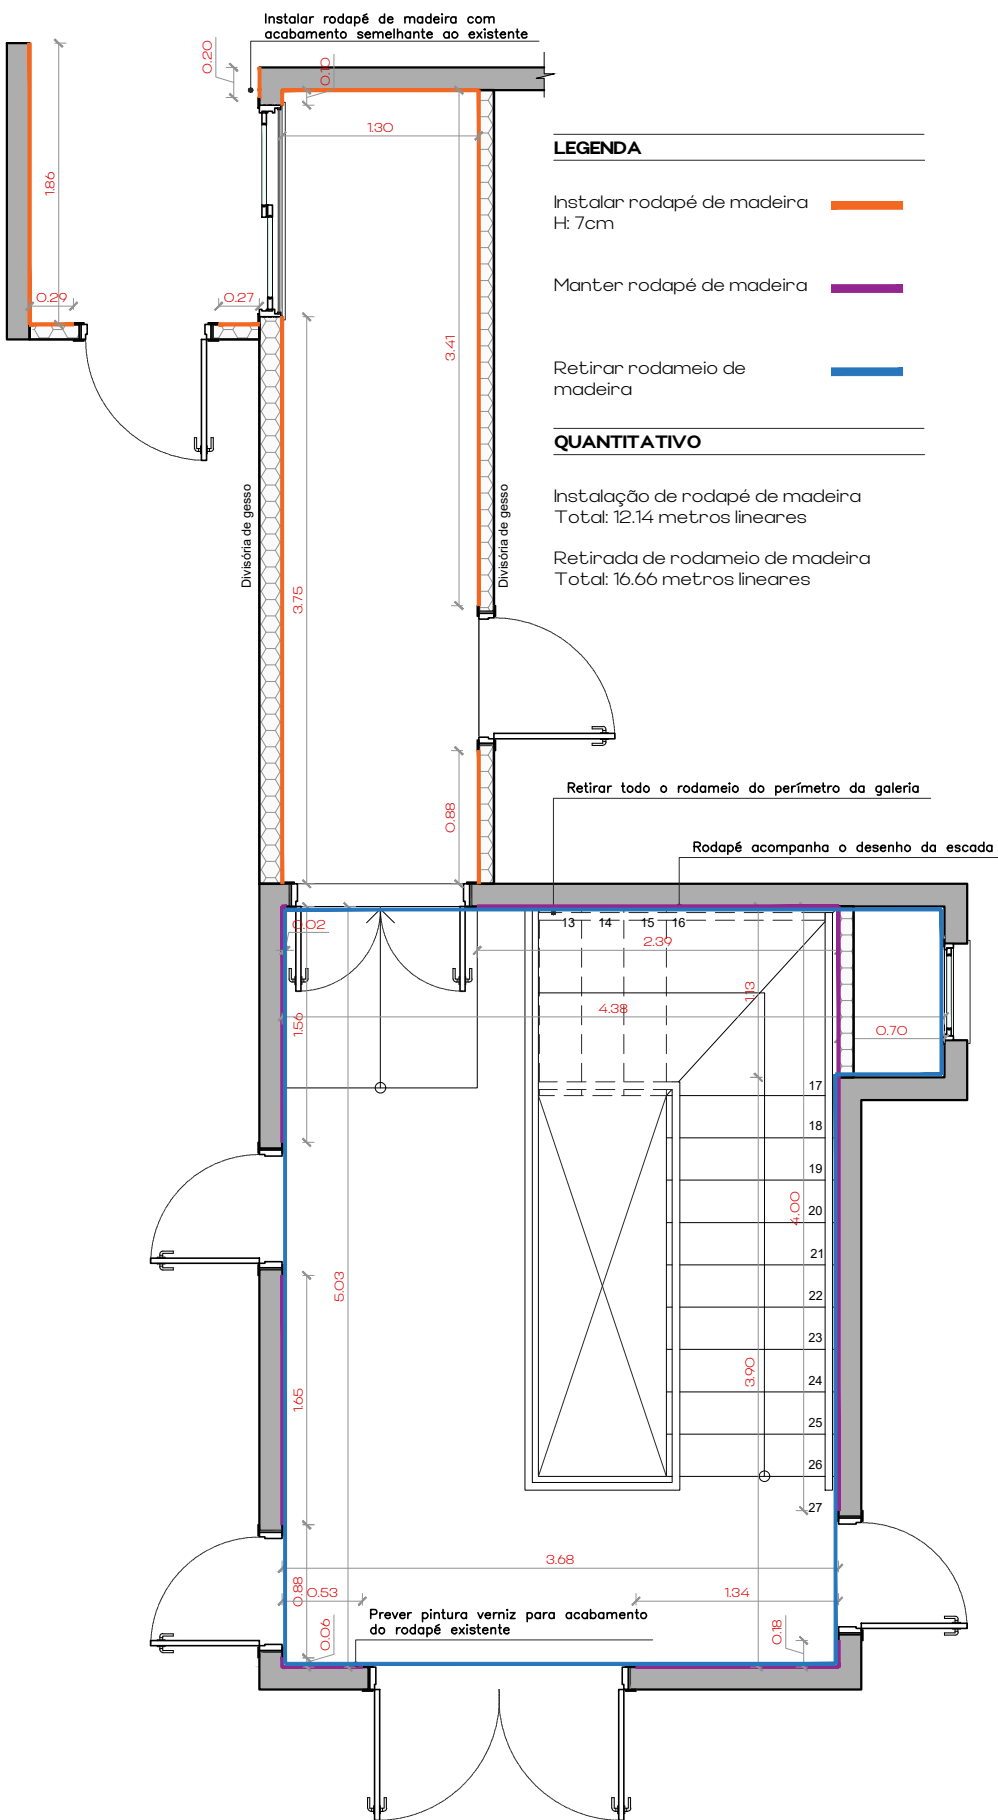 Instalar rodapé de madeira com
acabamento semelhante ao existente
0.20
0.10
1.30
1.86
0.29
0.27
3.41
3.75
0.88
Divisória de gesso
Divisória de gesso
LEGENDA
Instalar rodapé de madeira
H: 7cm
Manter rodapé de madeira
Retirar rodameio de
madeira
QUANTITATIVO
Instalação de rodapé de madeira
Total: 12.14 metros lineares
Retirada de rodameio de madeira
Total: 16.66 metros lineares
Retirar todo o rodameio do perímetro da galeria
Rodapé acompanha o desenho da escada
0.02
13
14
15
16
2.39
1.13
4.38
1.56
0.70
17
18
19
20
21
22
23
24
25
26
27
4.00
5.03
3.90
1.65
3.68
0.88
0.53
1.34
0.06
0.18
Prever pintura verniz para acabamento
do rodapé existente